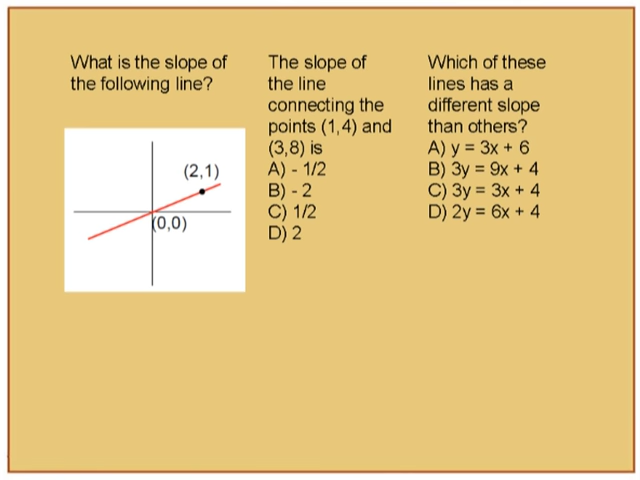 What is the slope of
the following line?
(2,1)
(0,0)
The slope of
the line
connecting the
points (1,4) and
(3,8) is
A) - 1/2
B) - 2
C) 1/2
D) 2
Which of these
lines has a
different slope
than others?
A) y = 3x + 6
B) 3y = 9x + 4
C) 3y = 3x + 4
D) 2y = 6x + 4